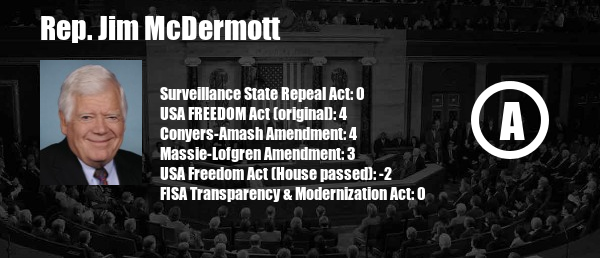 Rep. Jim McDermott
Surveillance State Repeal Act: 0
USA FREEDOM Act (original): 4
Conyers-Amash Amendment: 4
Massie-Lofgren Amendment: 3
USA Freedom Act (House passed): -2
FISA Transparency & Modernization Act: 0
A